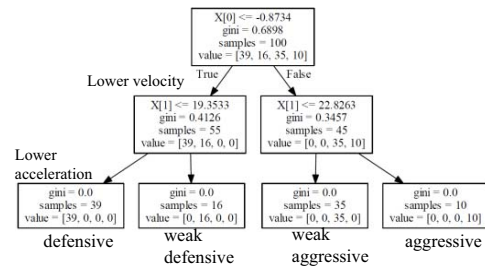 X[0] <= -0.8734
gini = 0.6898
samples = 100
value = [39, 16, 35, 10]
True
False
Lower velocity
X[1] <= 19.3533
gini = 0.4126
samples = 55
value = [39, 16, 0, 0]
X[1] <= 22.8263
gini = 0.3457
samples = 45
value = [0, 0, 35, 10]
Lower
acceleration
gini = 0.0
samples = 39
value = [39, 0, 0, 0]
gini = 0.0
samples = 16
value = [0, 16, 0, 0]
gini = 0.0
samples = 35
value = [0, 0, 35, 0]
gini = 0.0
samples = 10
value = [0, 0, 0, 10]
defensive
weak
defensive
weak
aggressive
aggressive